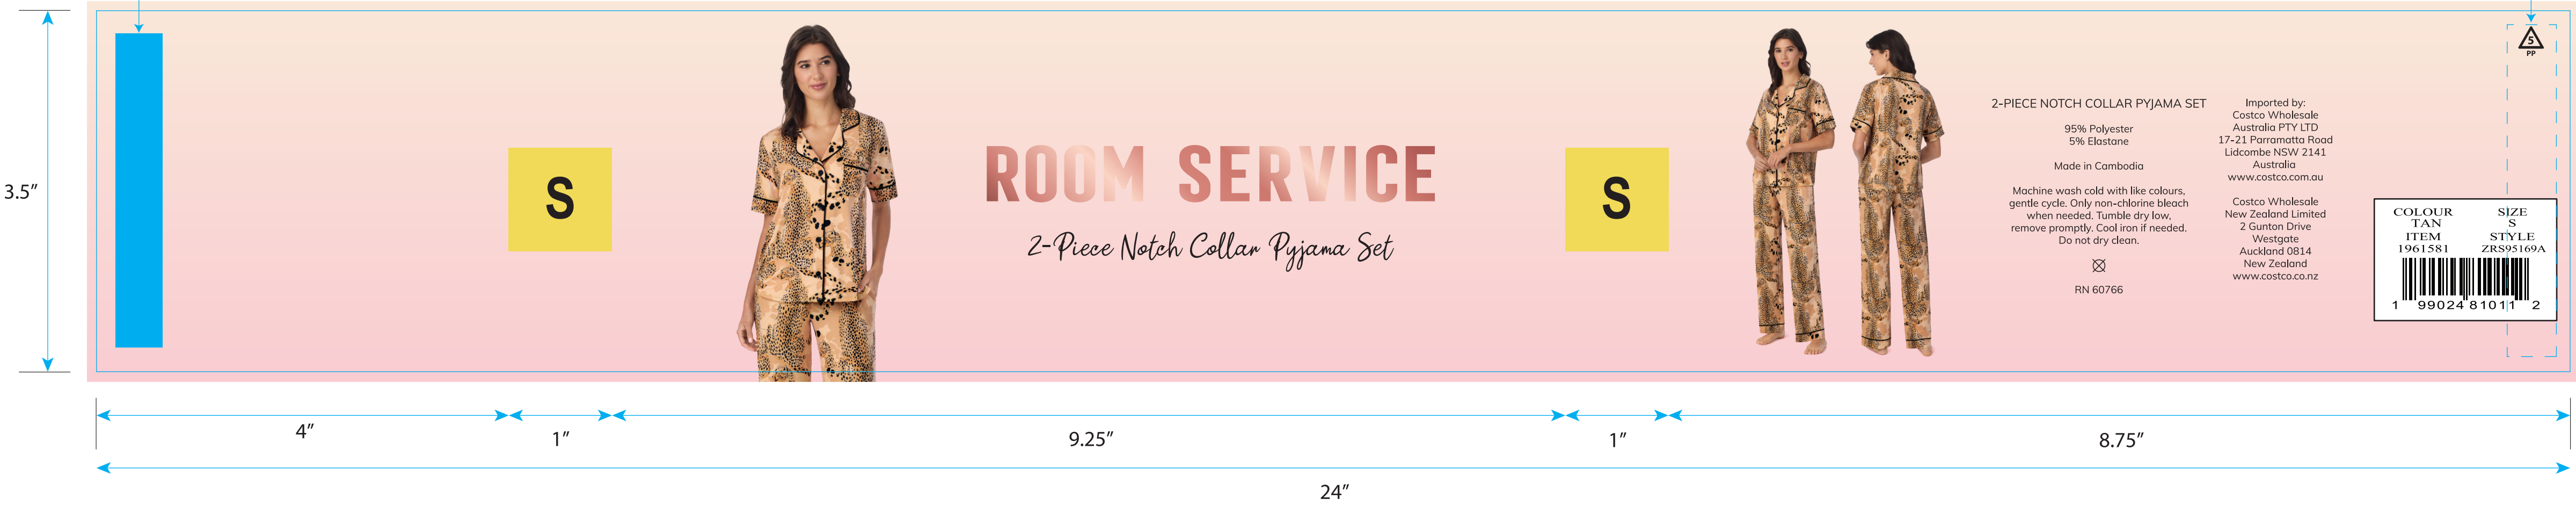 3.5”
S
ROOM SERVICE
2-Piece Notch Collar Pyjama Set
S
2-PIECE NOTCH COLLAR PYJAMA SET
95% Polyester
5% Elastane
Made in Cambodia
Machine wash cold with like colours,
gentle cycle. Only non-chlorine bleach
when needed. Tumble dry low,
remove promptly. Cool iron if needed.
Do not dry clean.
RN 60766
Imported by:
Costco Wholesale
Australia PTY LTD
17-21 Parramatta Road
Lidcombe NSW 2141
Australia
www.costco.com.au
Costco Wholesale
New Zealand Limited
2 Gunton Drive
Westgate
Auckland 0814
New Zealand
www.costco.co.nz
5
PP
COLOUR SIZE
TAN S
ITEM STYLE
1961581 ZRS95169A
1 99024 81011 2
4”
1”
9.25”
1”
8.75”
24”